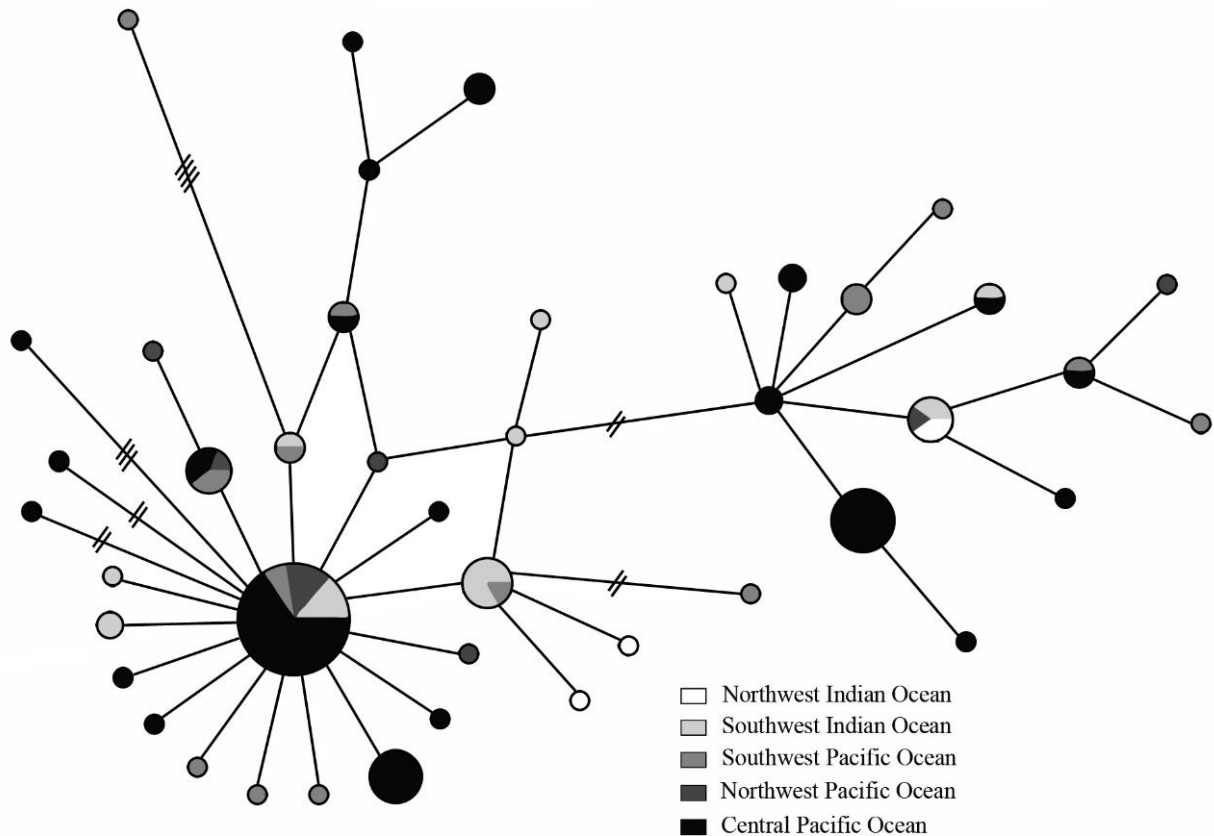 Northwest Indian Ocean
Southwest Indian Ocean
Southwest Pacific Ocean
Northwest Pacific Ocean
Central Pacific Ocean